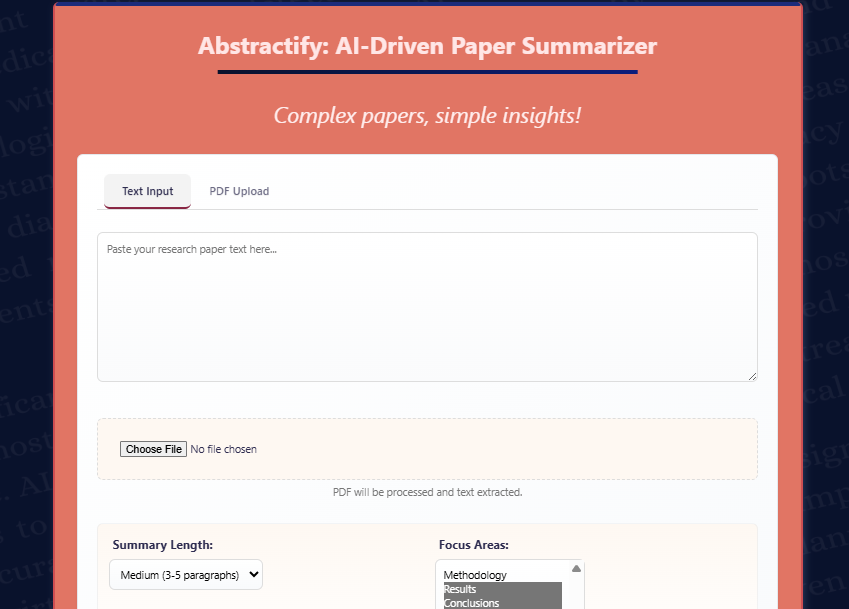 Abstractify: AI-Driven Paper Summarizer
Complex papers, simple insights!
Text Input PDF Upload
Paste your research paper text here...
Choose File No file chosen
PDF will be processed and text extracted.
Summary Length: Focus Areas:
Medium (3-5 paragraphs) Methodology
Results
Conclusions